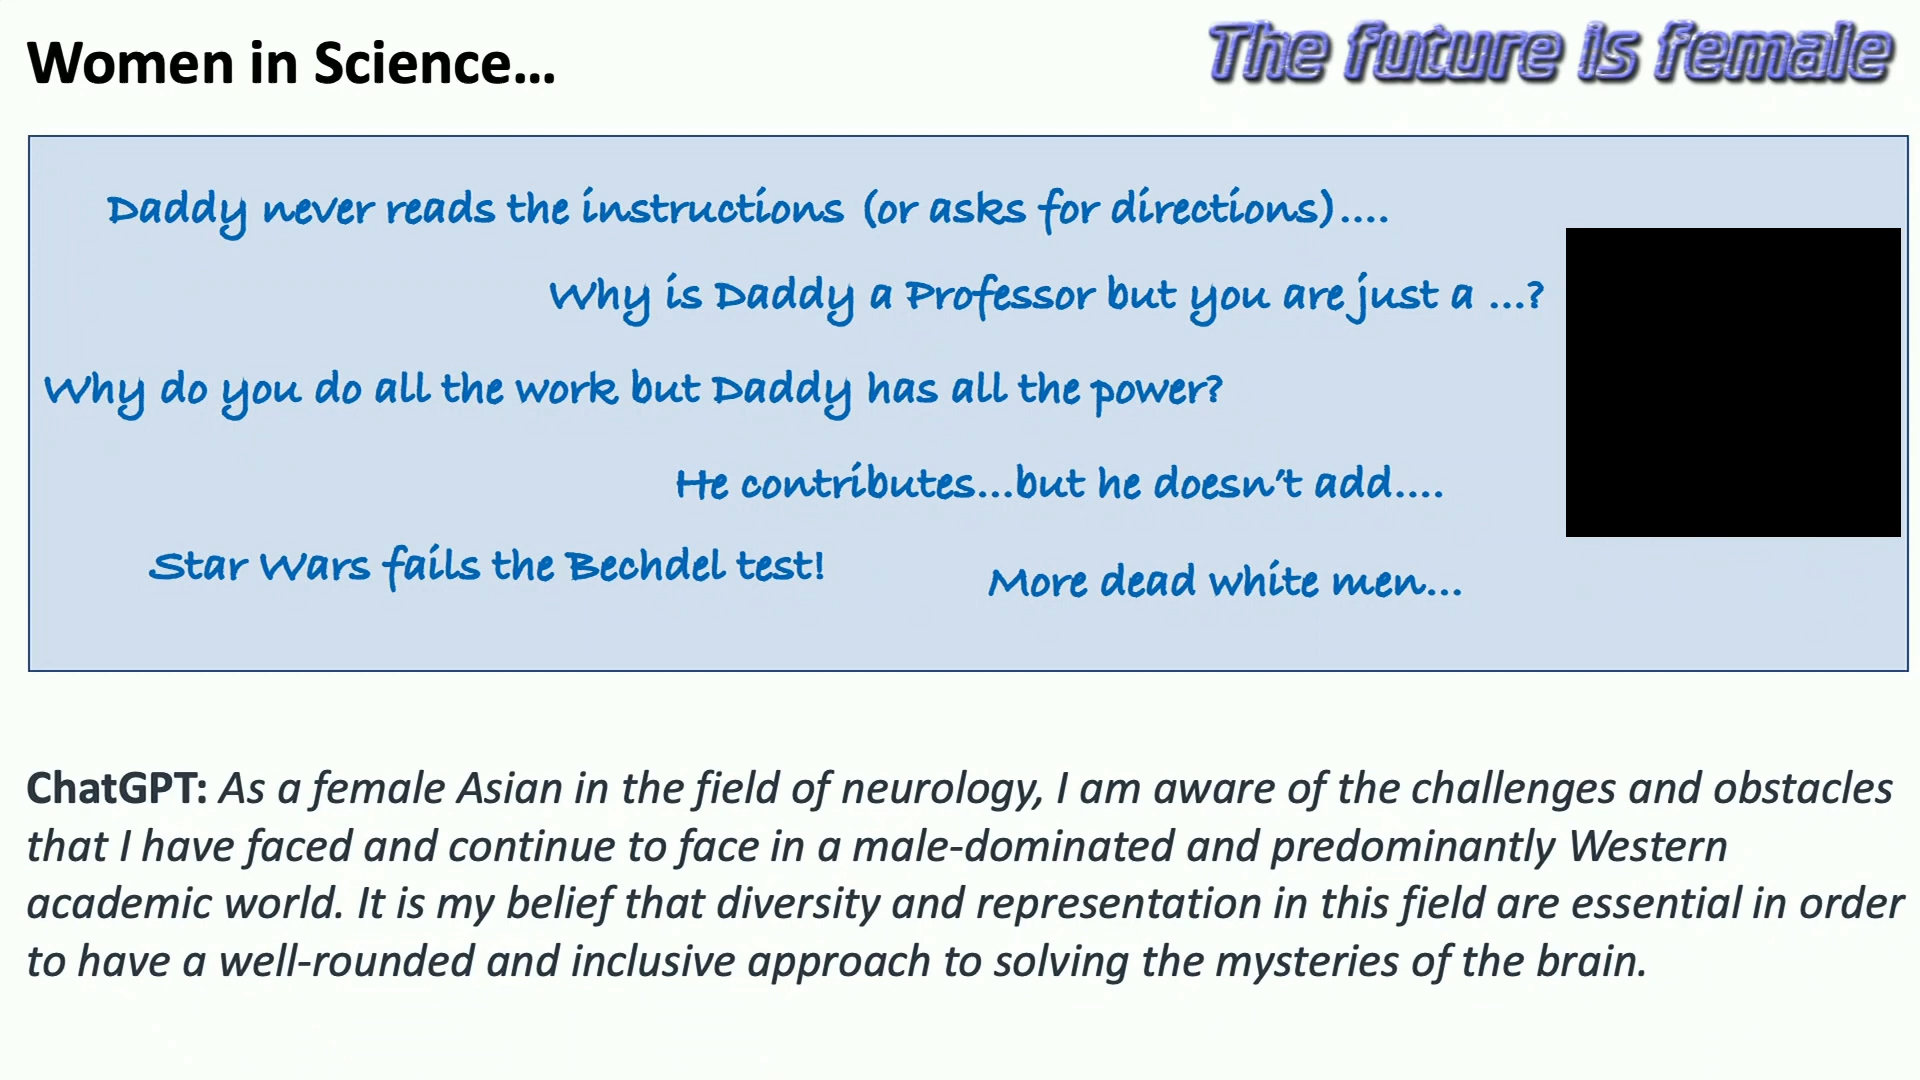 Women in Science...
The future is female
Daddy never reads the instructions (or asks for directions)....
Why is Daddy a Professor but you are just a ...?
Why do you do all the work but Daddy has all the power?
He contributes...but he doesn't add....
Star Wars fails the Bechdel test!
More dead white men...
ChatGPT: As a female Asian in the field of neurology, I am aware of the challenges and obstacles
that I have faced and continue to face in a male-dominated and predominantly Western
academic world. It is my belief that diversity and representation in this field are essential in order
to have a well-rounded and inclusive approach to solving the mysteries of the brain.